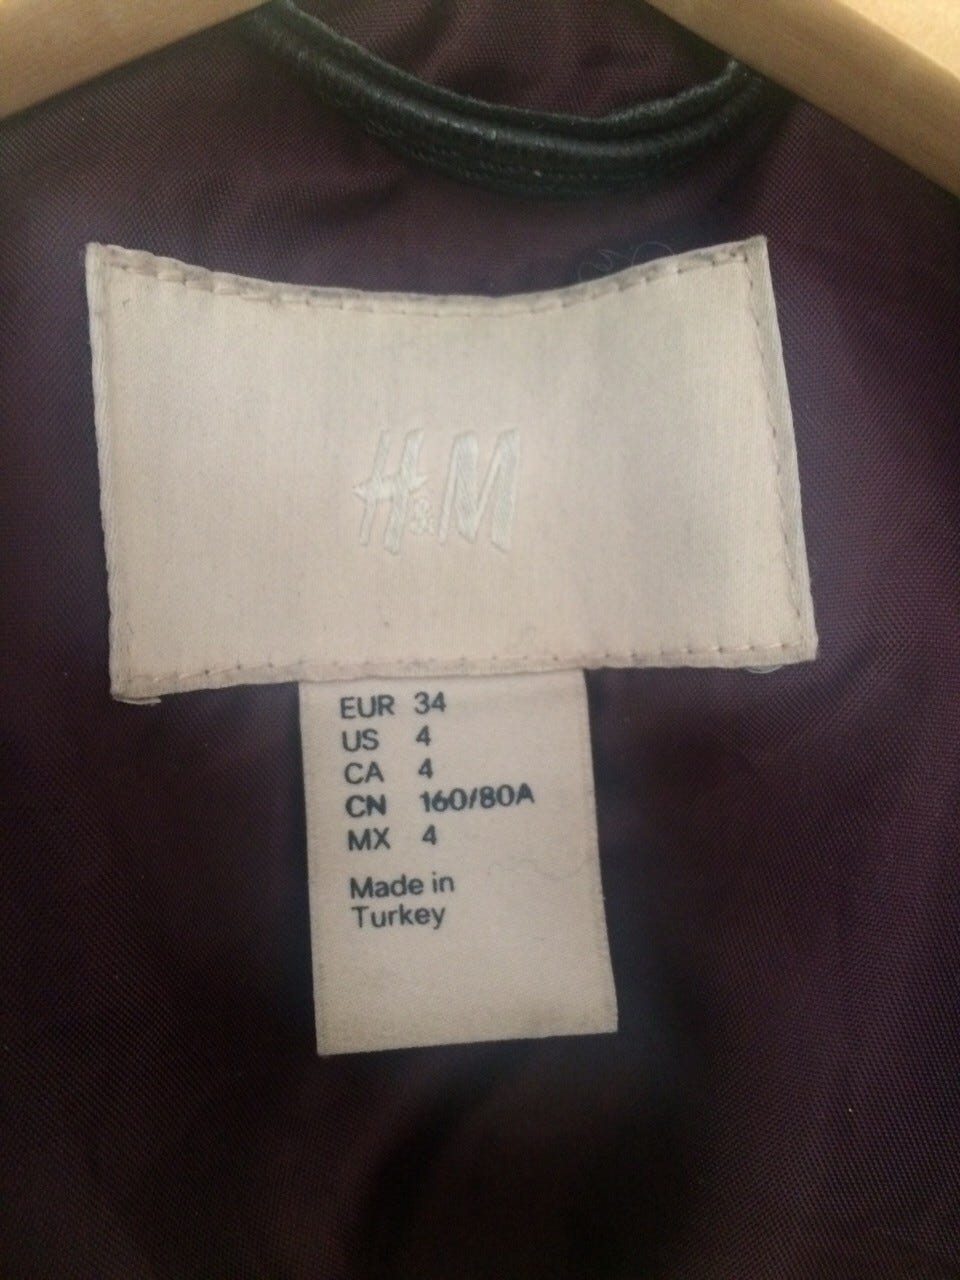 H&M
EUR 34
US 4
CA 4
CN 160/80A
MX 4
Made in
Turkey